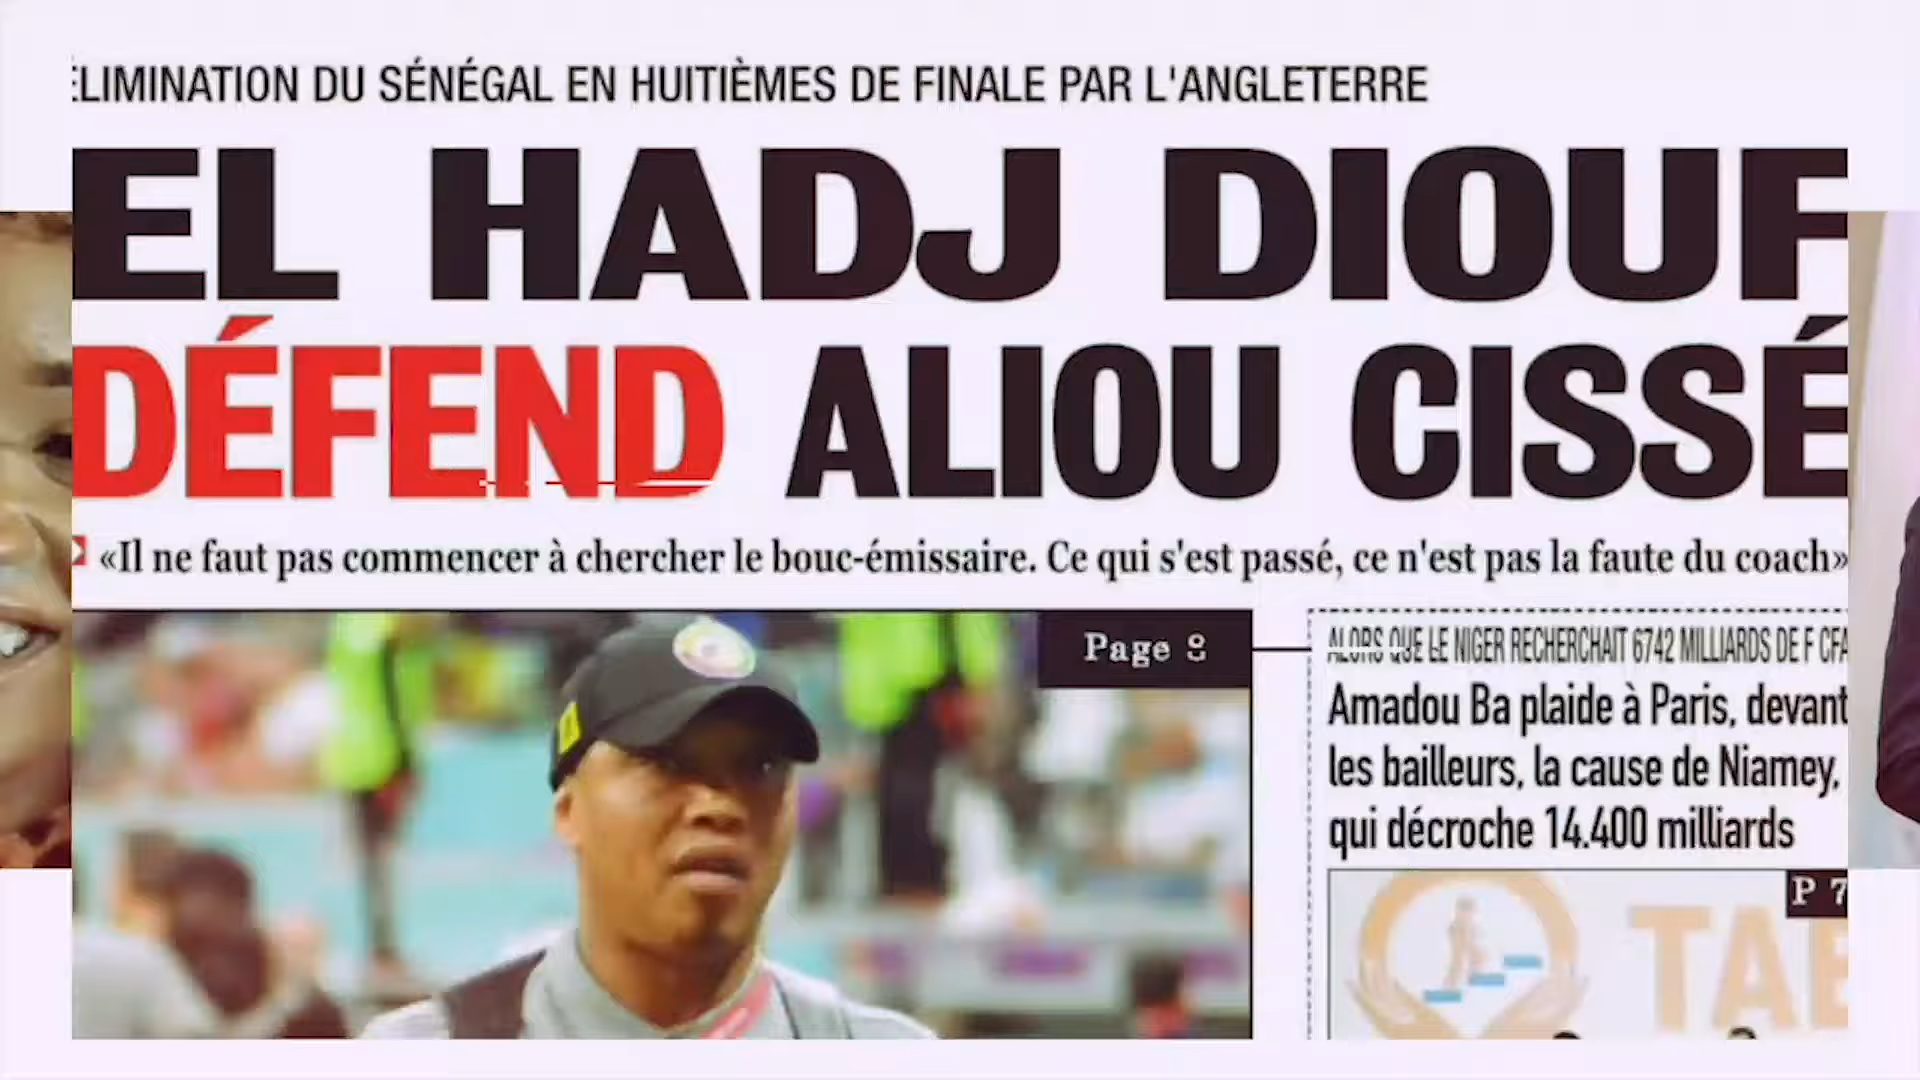 ÉLIMINATION DU SÉNÉGAL EN HUITIÈMES DE FINALE PAR L'ANGLETERRE
EL HADJ DIOUF
DÉFEND ALIOU CISSÉ
«Il ne faut pas commencer à chercher le bouc-émissaire. Ce qui s'est passé, ce n'est pas la faute du coach»
Page 8
ALORS QUE LE NIGER RECHERCHAIT 6742 MILLIARDS DE F CFA
Amadou Ba plaide à Paris, devant
les bailleurs, la cause de Niamey,
qui décroche 14.400 milliards
P 7
TAB